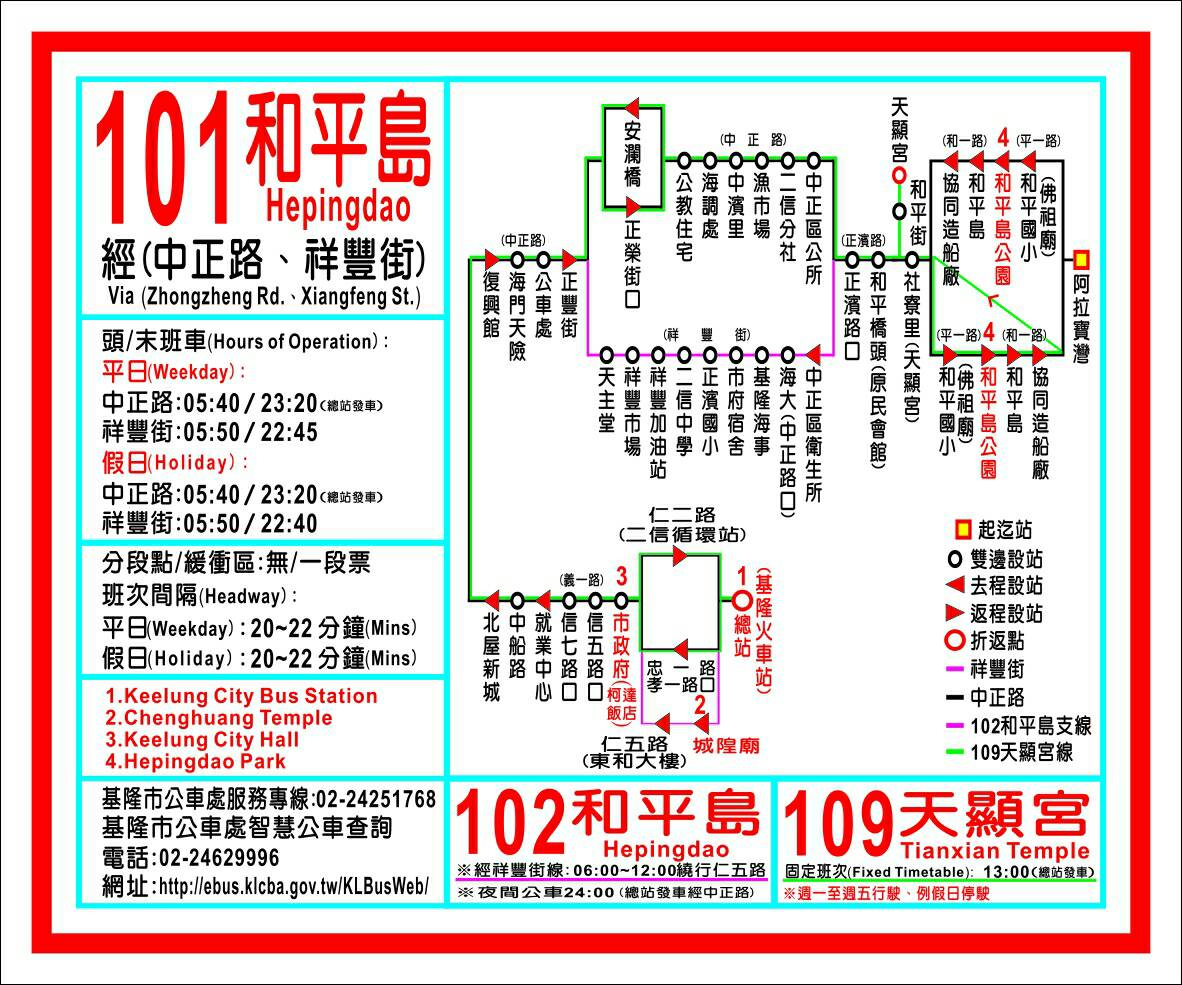 101和平島
Hepingdao
經(中正路、祥豐街)
Via (Zhongzheng Rd.、Xiangfeng St.)
頭/末班車(Hours of Operation):
平日(Weekday):
中正路:05:40/23:20(總站發車)
祥豐街:05:50/22:45
假日(Holiday):
中正路:05:40/23:20(總站發車)
祥豐街:05:50/22:40
分段點/緩衝區:無/一段票
班次間隔(Headway):
平日(Weekday):20~22分鐘(Mins)
假日(Holiday):20~22分鐘(Mins)
1.Keelung City Bus Station
2.Chenghuang Temple
3.Keelung City Hall
4.Hepingdao Park
基隆市公車處服務專線:02-24251768
基隆市公車處智慧公車查詢
電話:02-24629996
網址:http://ebus.klcba.gov.tw/KLBusWeb/
安瀾橋
正榮街口
(中正路)
公教住宅
海調處
中濱里
漁市場
二信分社
中正區公所
(中正路)
復興館
海門天險
公車處
正豐街
(祥豐街)
天主堂
祥豐市場
祥豐加油站
二信中學
正濱國小
市府宿舍
基隆海事
海大(中正路口)
中正區衛生所
(正濱路)
正濱路口
和平橋頭(原民會館)
社寮里(天顯宮)
天顯宮
和平街
(和一路)
4
(平一路)
協同造船廠
和平島
和平島公園
和平國小
(佛祖廟)
阿拉寶灣
(平一路)
4
(和一路)
和平國小
(佛祖廟)
和平島公園
和平島
協同造船廠
仁二路
(二信循環站)
(義一路)
3
1
北屋新城
中船路
就業中心
信七路口
信五路口
市政府(柯達飯店)
總站
(基隆火車站)
忠一路
孝一路口
2
城隍廟
仁五路
(東和大樓)
起迄站
雙邊設站
去程設站
返程設站
折返點
祥豐街
中正路
102和平島支線
109天顯宮線
102和平島
Hepingdao
※經祥豐街線:06:00~12:00繞行仁五路
※夜間公車24:00(總站發車經中正路)
109天顯宮
Tianxian Temple
固定班次(Fixed Timetable): 13:00(總站發車)
※週一至週五行駛、例假日停駛